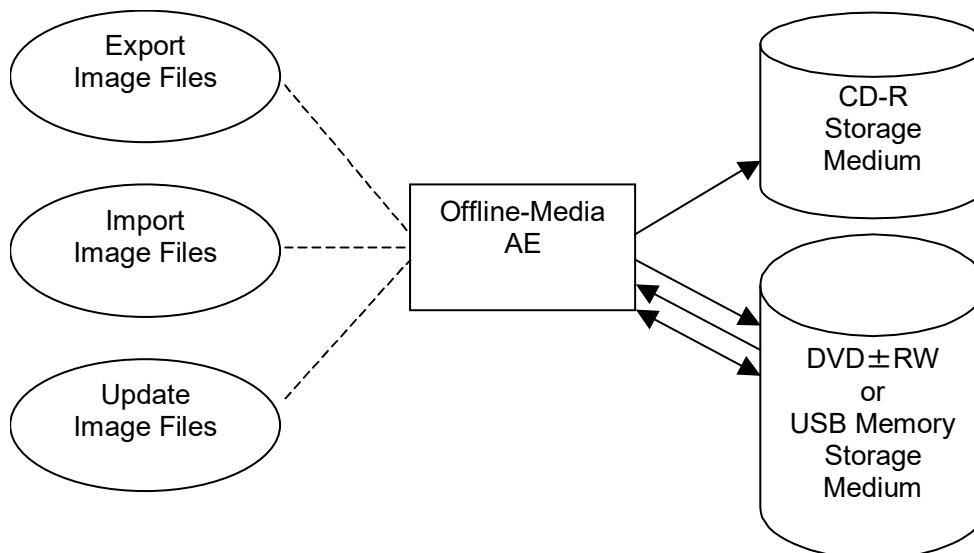 Export
Image Files
Import
Image Files
Update
Image Files
Offline-Media
AE
CD-R
Storage
Medium
DVD±RW
or
USB Memory
Storage
Medium